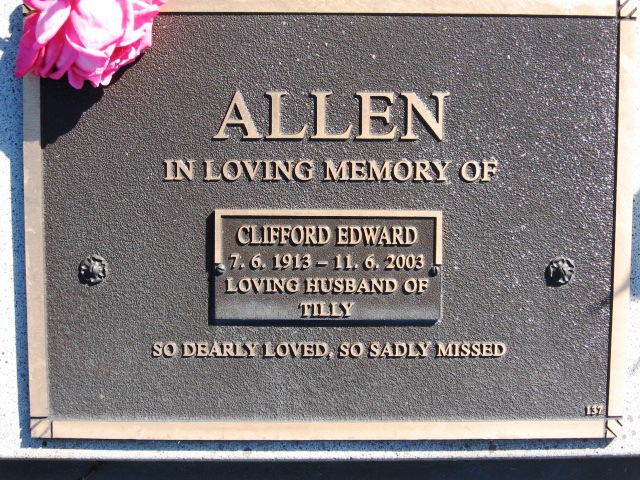 ALLEN
IN LOVING MEMORY OF
CLIFFORD EDWARD
7. 6. 1913 – 11. 6. 2003
LOVING HUSBAND OF
TILLY
SO DEARLY LOVED, SO SADLY MISSED
137